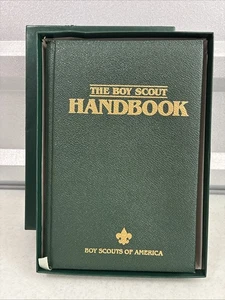 THE BOY SCOUT
HANDBOOK
BOY SCOUTS OF AMERICA